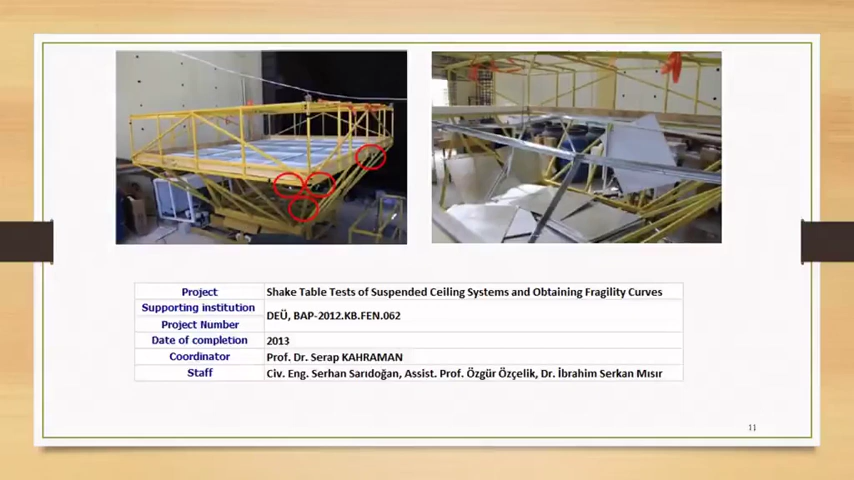 Project Shake Table Tests of Suspended Ceiling Systems and Obtaining Fragility Curves
Supporting institution
DEÜ, BAP-2012.KB.FEN.062
Project Number
Date of completion 2013
Coordinator Prof. Dr. Serap KAHRAMAN
Staff Civ. Eng. Serhan Sarıdoğan, Assist. Prof. Özgür Özçelik, Dr. İbrahim Serkan Mısır
11